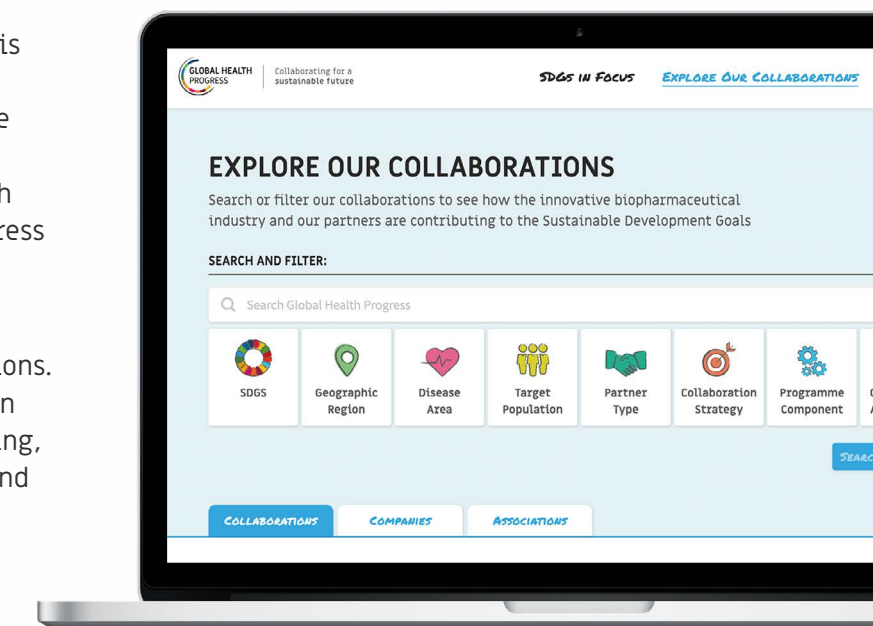 is
e
h
ress
ons.
n
ng,
nd
GLOBAL HEALTH
PROGRESS
Collaborating for a
sustainable future
SDGs in Focus
Explore Our Collaborations
EXPLORE OUR COLLABORATIONS
Search or filter our collaborations to see how the innovative biopharmaceutical
industry and our partners are contributing to the Sustainable Development Goals
SEARCH AND FILTER:
Search Global Health Progress
SDGS
Geographic
Region
Disease
Area
Target
Population
Partner
Type
Collaboration
Strategy
Programme
Component
Collaborations
Companies
Associations